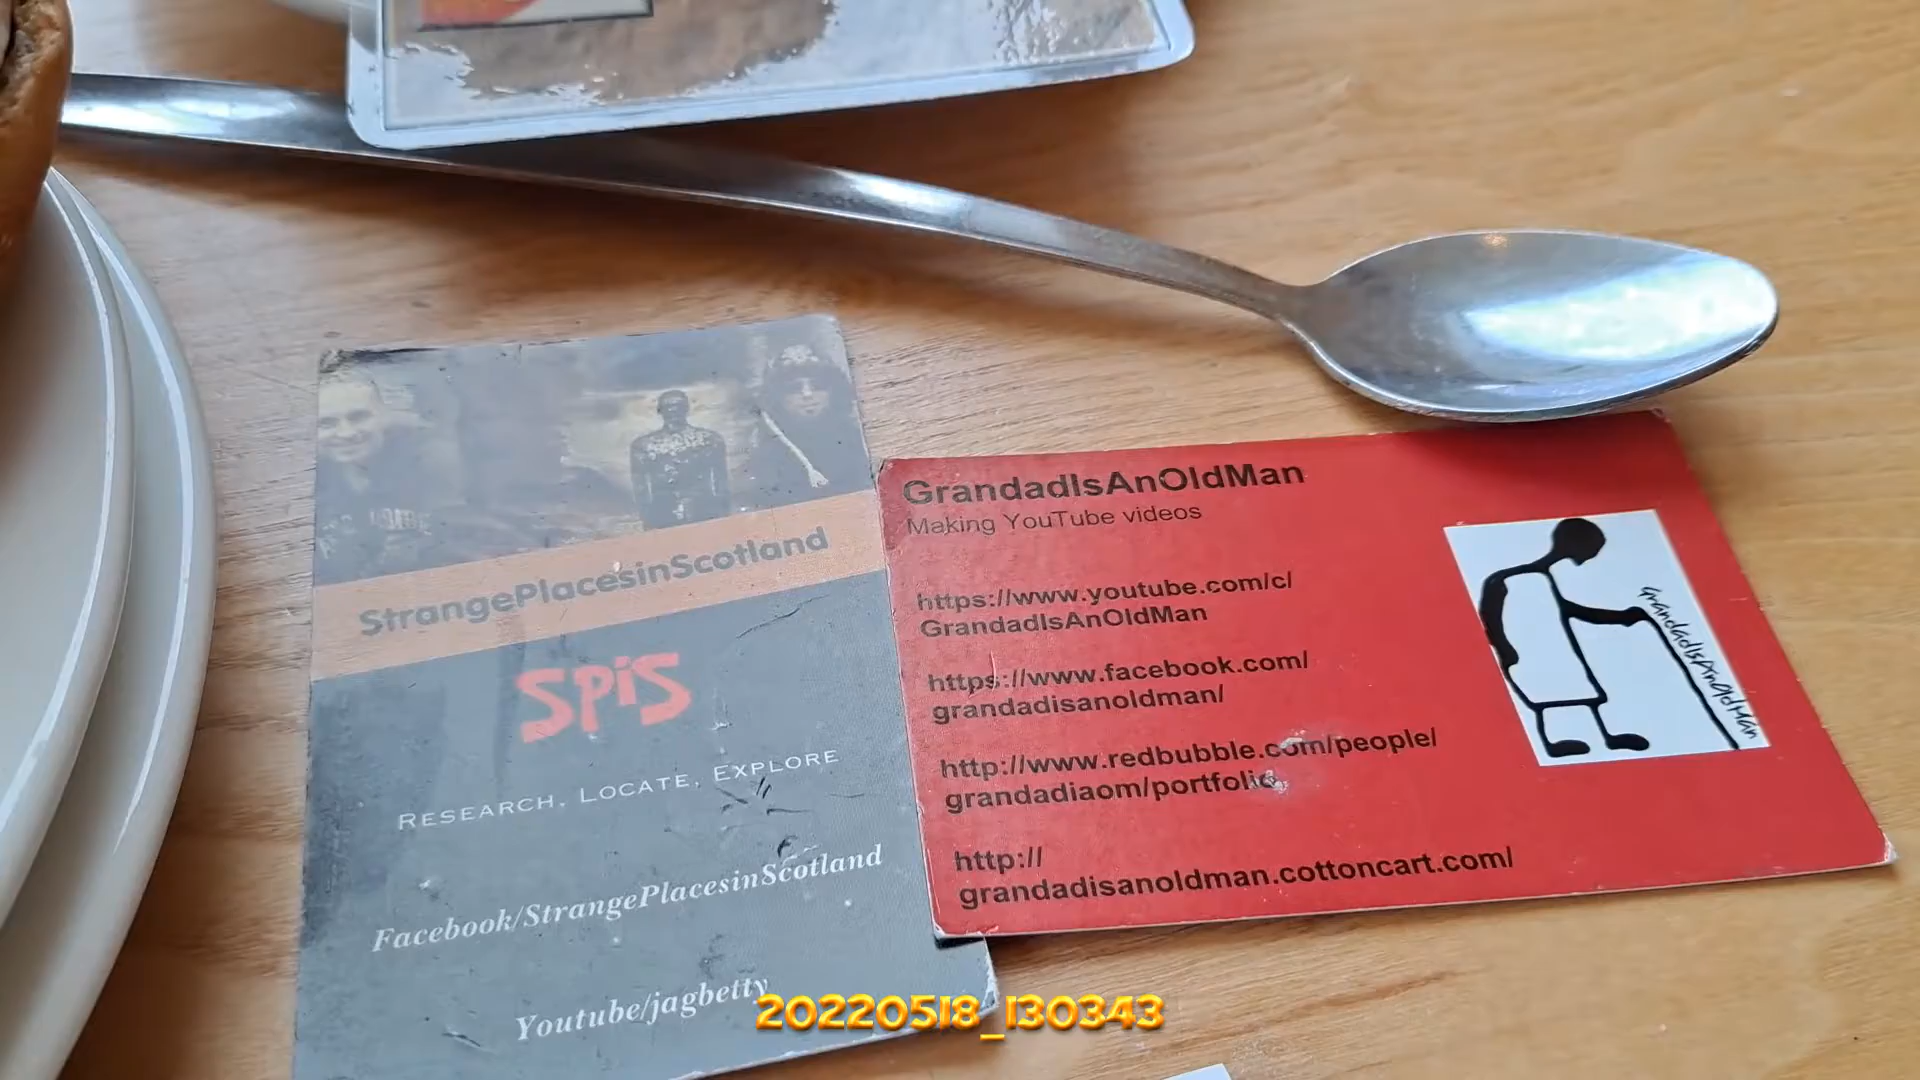 StrangePlacesinScotland
SPiS
RESEARCH, LOCATE, EXPLORE
Facebook/StrangePlacesinScotland
Youtube/jagbetty
GrandadIsAnOldMan
Making YouTube videos
https://www.youtube.com/c/
GrandadIsAnOldMan
https://www.facebook.com/
grandadisanoldman/
http://www.redbubble.com/people/
grandadiaom/portfolio
http://
grandadisanoldman.cottoncart.com/
GrandadIsAnOldMan
20220518_130343